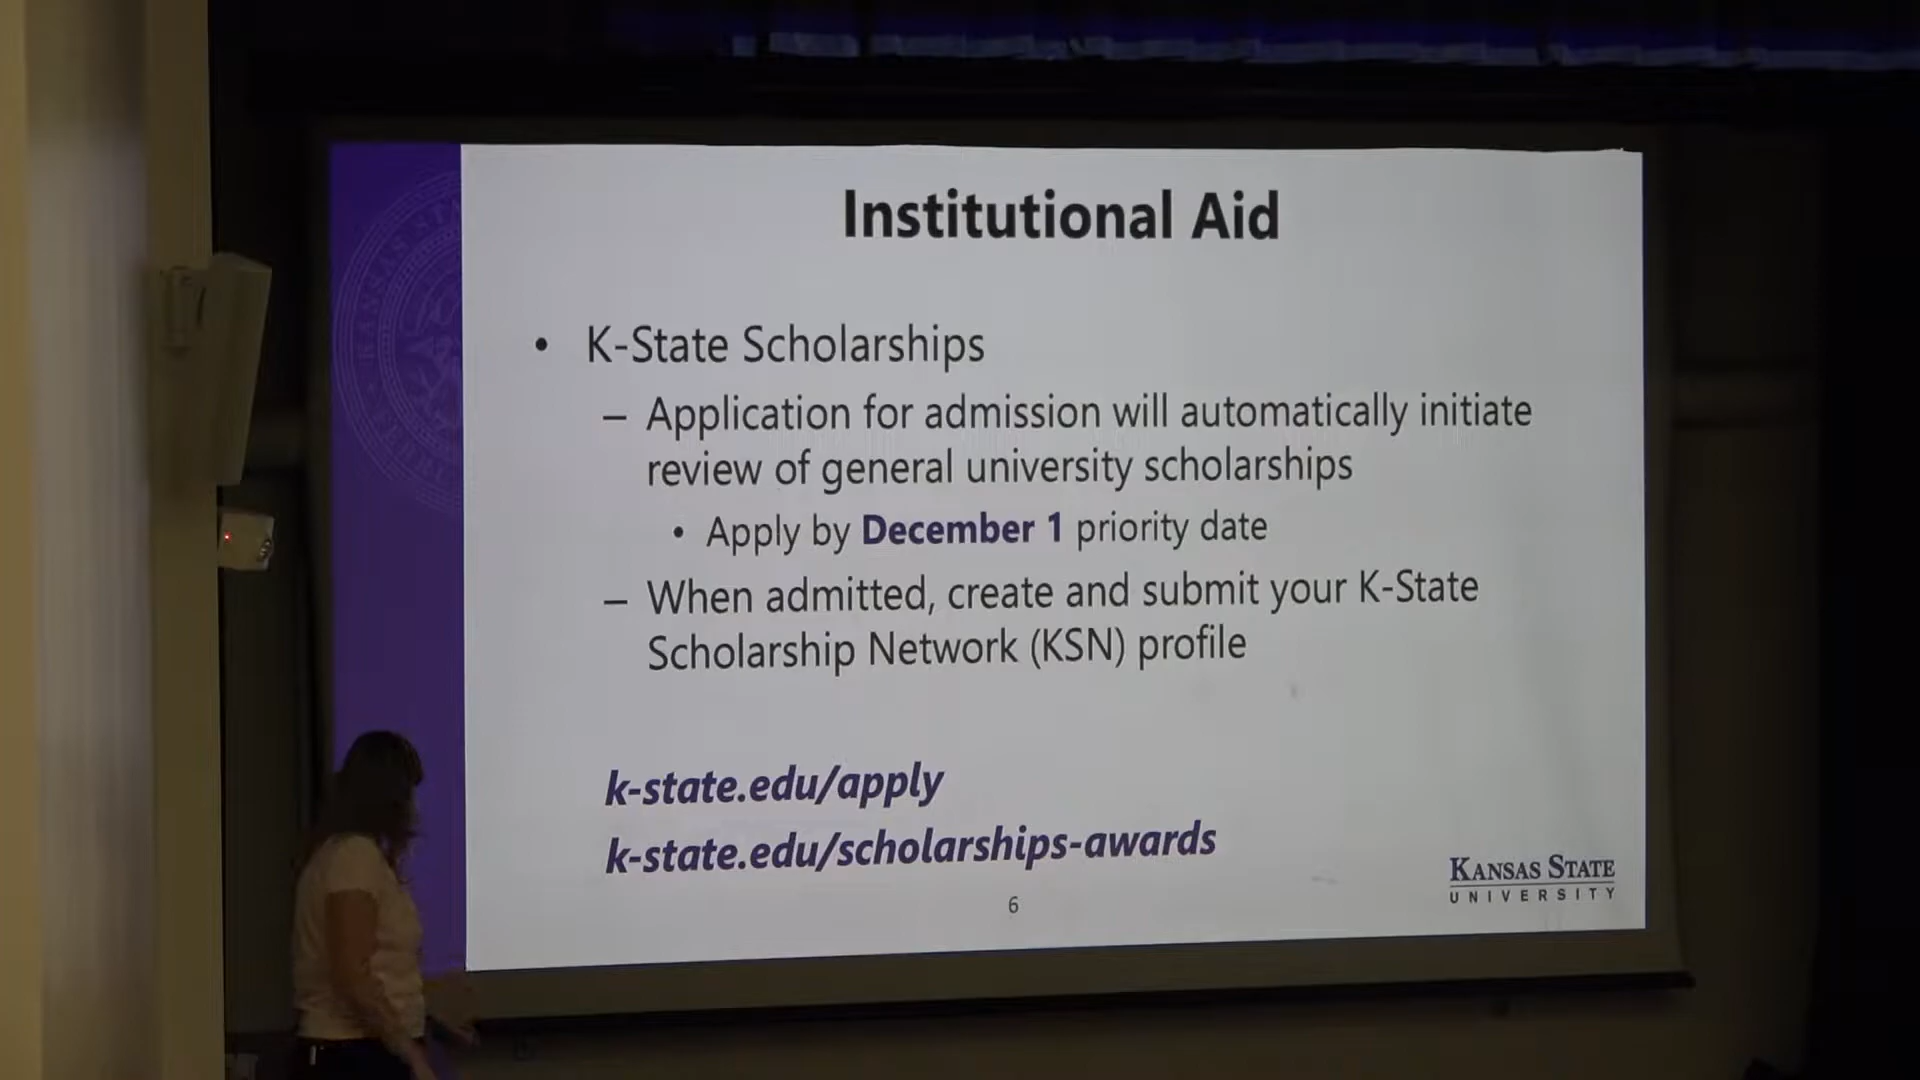 Institutional Aid
• K-State Scholarships
– Application for admission will automatically initiate
review of general university scholarships
• Apply by December 1 priority date
– When admitted, create and submit your K-State
Scholarship Network (KSN) profile
k-state.edu/apply
k-state.edu/scholarships-awards
6
KANSAS STATE
UNIVERSITY